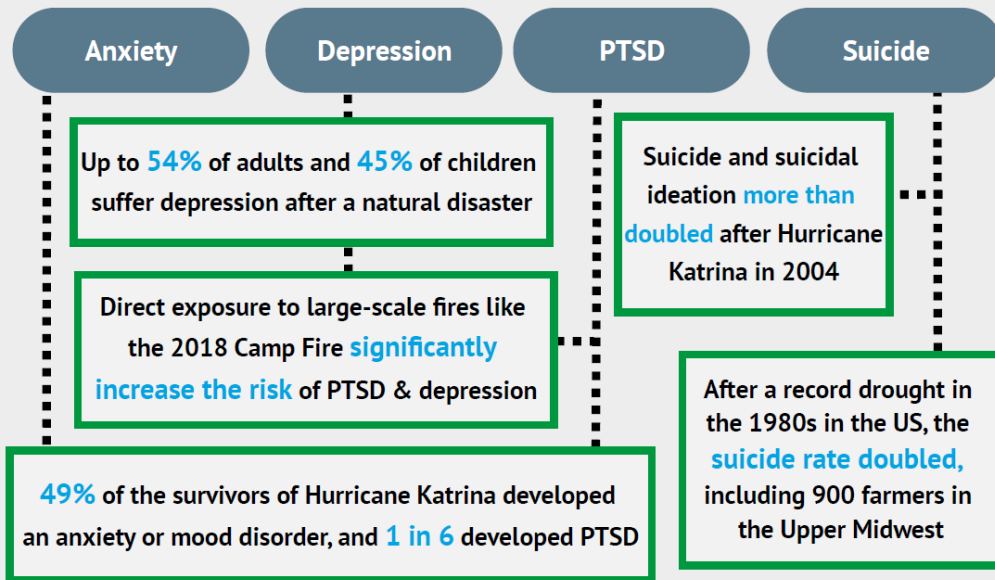 Anxiety
Depression
PTSD
Suicide
Up to 54% of adults and 45% of children
suffer depression after a natural disaster
Suicide and suicidal
ideation more than
doubled after Hurricane
Katrina in 2004
Direct exposure to large-scale fires like
the 2018 Camp Fire significantly
increase the risk of PTSD & depression
After a record drought in
the 1980s in the US, the
suicide rate doubled,
including 900 farmers in
the Upper Midwest
49% of the survivors of Hurricane Katrina developed
an anxiety or mood disorder, and 1 in 6 developed PTSD